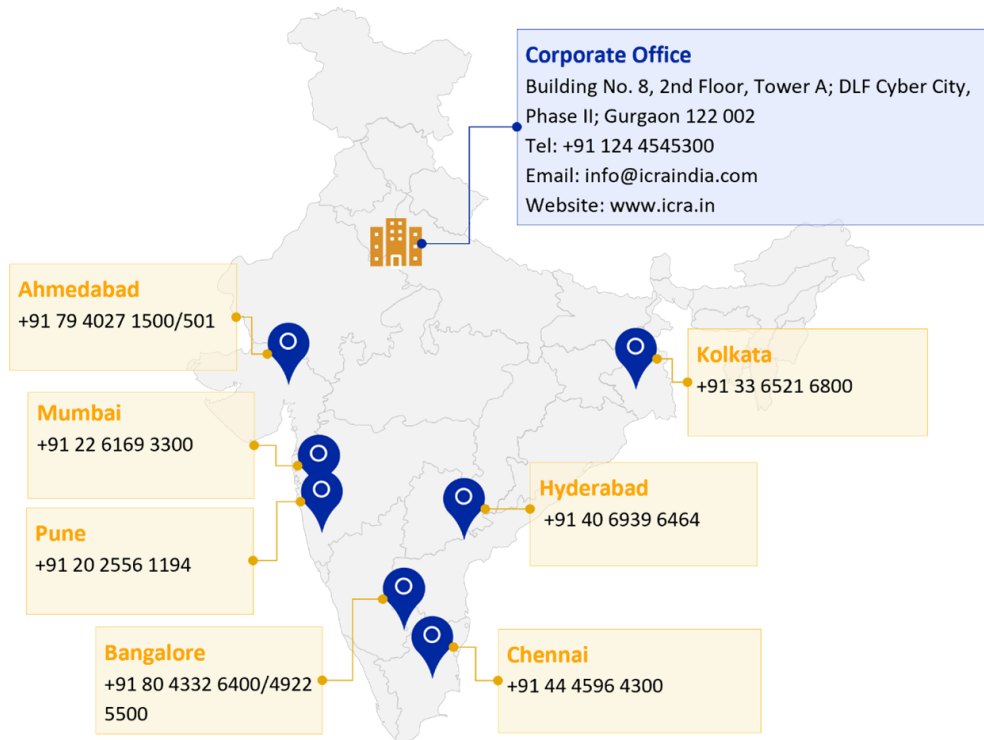 Corporate Office
Building No. 8, 2nd Floor, Tower A; DLF Cyber City,
Phase II; Gurgaon 122 002
Tel: +91 124 4545300
Email: info@icraindia.com
Website: www.icra.in
Ahmedabad
+91 79 4027 1500/501
Kolkata
+91 33 6521 6800
Mumbai
+91 22 6169 3300
Hyderabad
+91 40 6939 6464
Pune
+91 20 2556 1194
Bangalore
+91 80 4332 6400/4922
5500
Chennai
+91 44 4596 4300